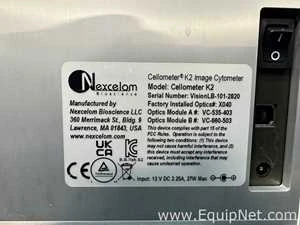 Nexcelom
Bioscience
Cellometer® K2 Image Cytometer
Model: Cellometer K2
Serial Number: VisionLB-101-2820
Factory Installed Optics#: X040
Optics Module A #: VC-535-403
Optics Module B #: VC-660-503
This device complies with part 15 of the
FCC Rules. Operation is subject to the following
two conditions: (1) This device may not cause
harmful interference, and (2) this device must
accept any interference received, including
interference that may cause undesired operation.
Manufactured by
Nexcelom Bioscience LLC
360 Merrimack St., Bldg. 9
Lawrence, MA 01843, USA
www.nexcelom.com
UK
CA
CE
Input: 12 V DC 2.25A, 27W Max
www.EquipNet.com